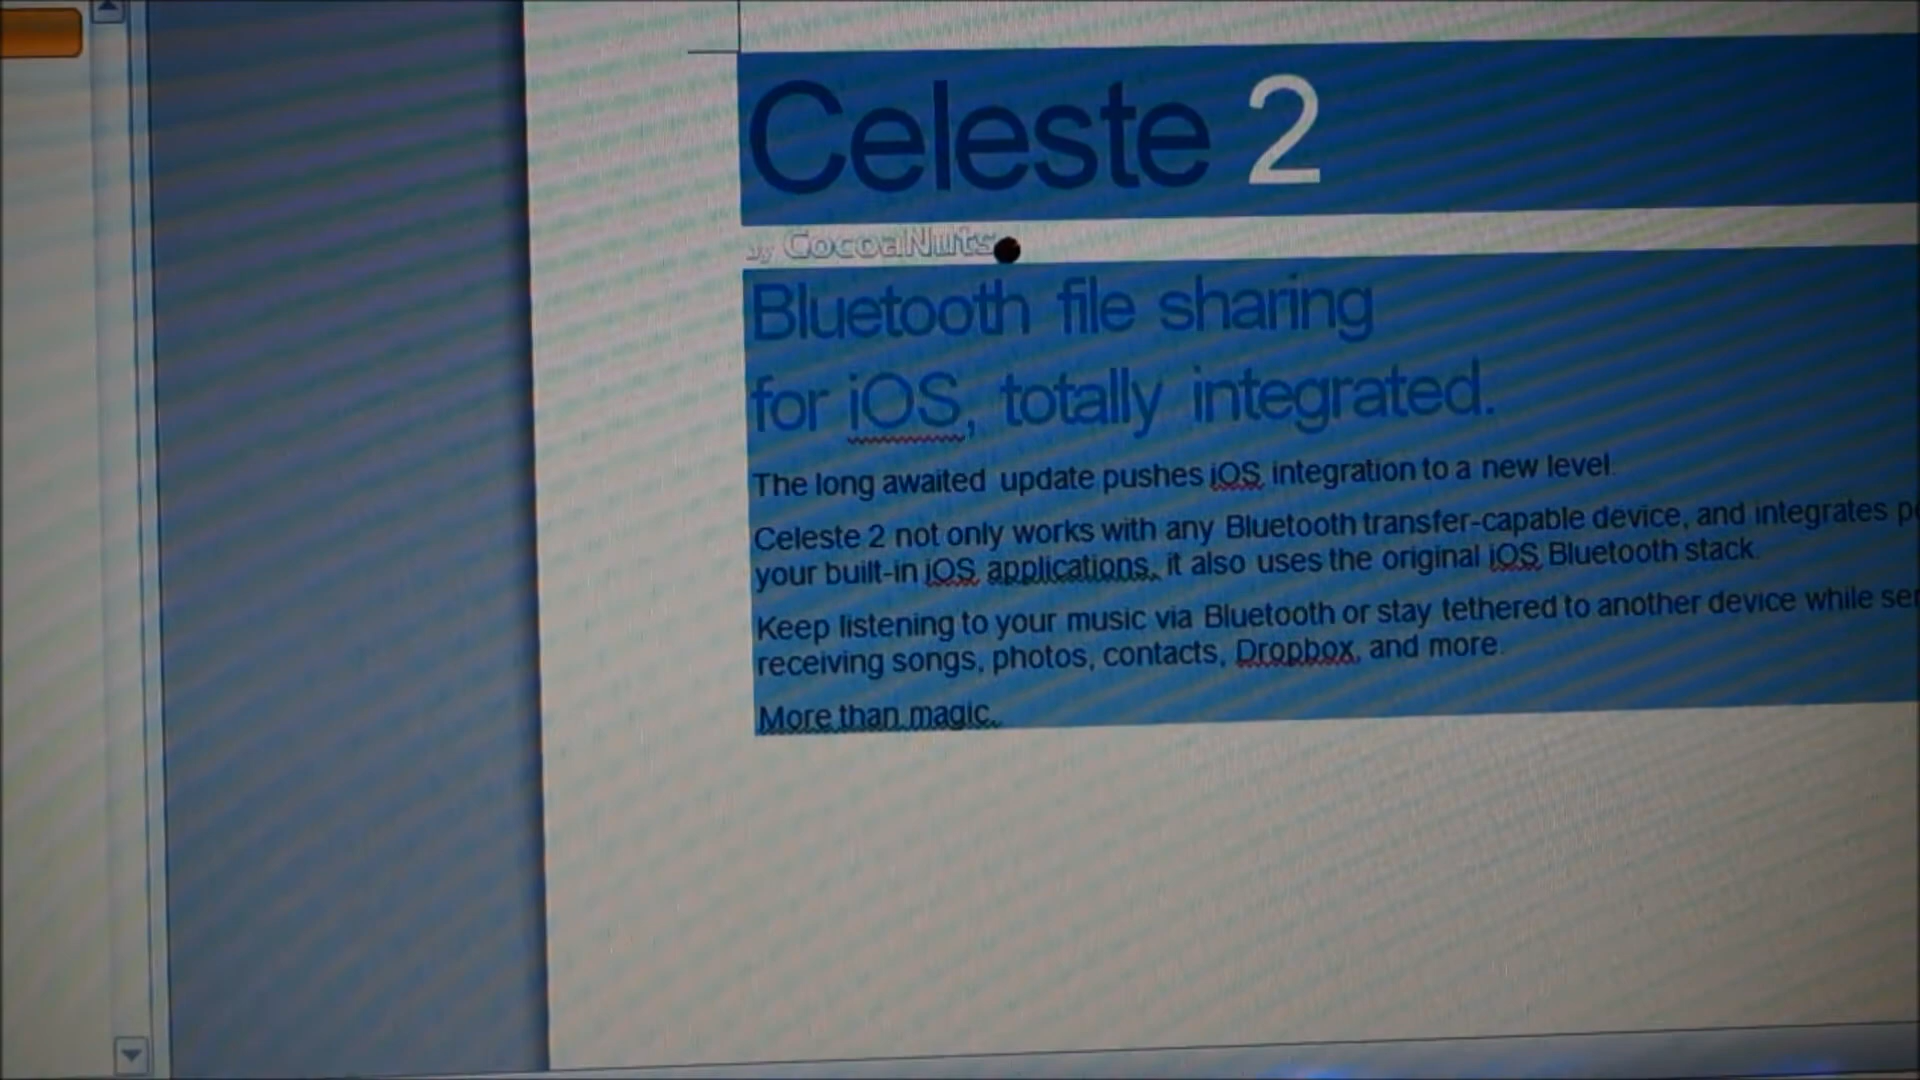 Celeste 2
by CocoaNuts
Bluetooth file sharing
for iOS, totally integrated.
The long awaited update pushes iOS integration to a new level.
Celeste 2 not only works with any Bluetooth transfer-capable device, and integrates
your built-in iOS applications, it also uses the original iOS Bluetooth stack.
Keep listening to your music via Bluetooth or stay tethered to another device while
receiving songs, photos, contacts, Dropbox, and more.
More than magic.